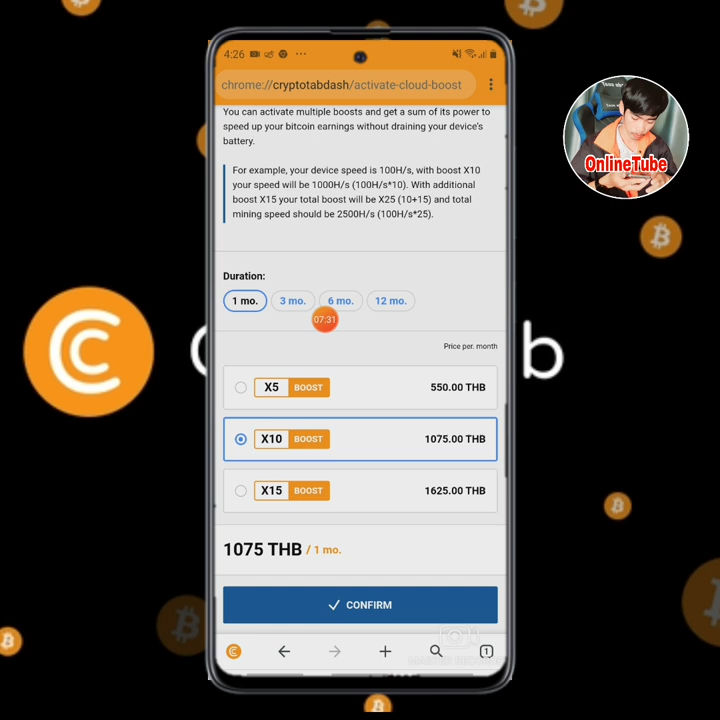 4:26
chrome://cryptotabdash/activate-cloud-boost
You can activate multiple boosts and get a sum of its power to
speed up your bitcoin earnings without draining your device's
battery.
For example, your device speed is 100H/s, with boost X10
your speed will be 1000H/s (100H/s*10). With additional
boost X15 your total boost will be X25 (10+15) and total
mining speed should be 2500H/s (100H/s*25).
OnlineTube
Duration:
1 mo. 3 mo. 6 mo. 12 mo.
07:31
Price per. month
C b
X5 BOOST 550.00 THB
X10 BOOST 1075.00 THB
X15 BOOST 1625.00 THB
1075 THB / 1 mo.
CONFIRM
1